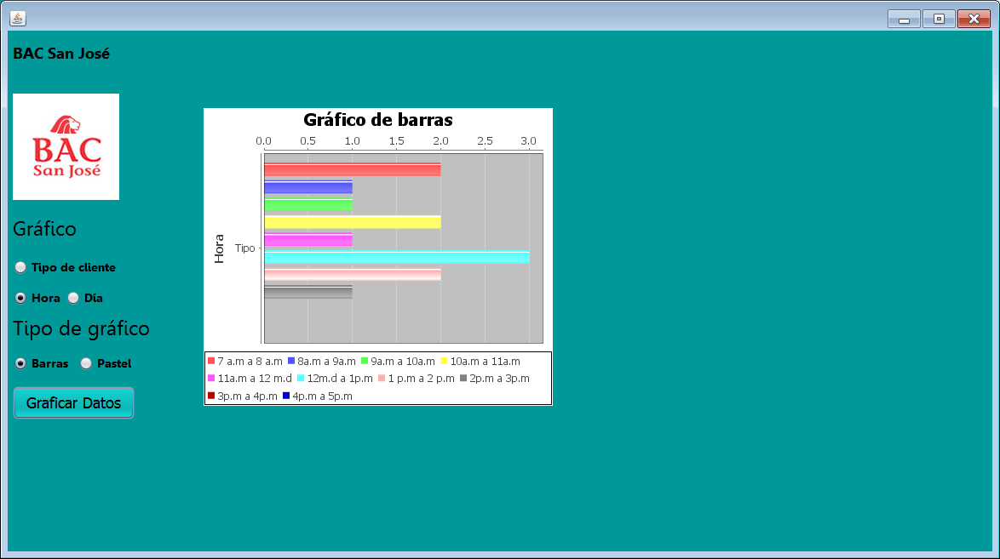 BAC San José
BAC
San José
Gráfico
Tipo de cliente
Hora Día
Tipo de gráfico
Barras Pastel
Graficar Datos
Gráfico de barras
0.0 0.5 1.0 1.5 2.0 2.5 3.0
Hora
Tipo
7 a.m a 8 a.m 8a.m a 9a.m 9a.m a 10a.m 10a.m a 11a.m
11a.m a 12 m.d 12m.d a 1p.m 1 p.m a 2 p.m 2p.m a 3p.m
3p.m a 4p.m 4p.m a 5p.m